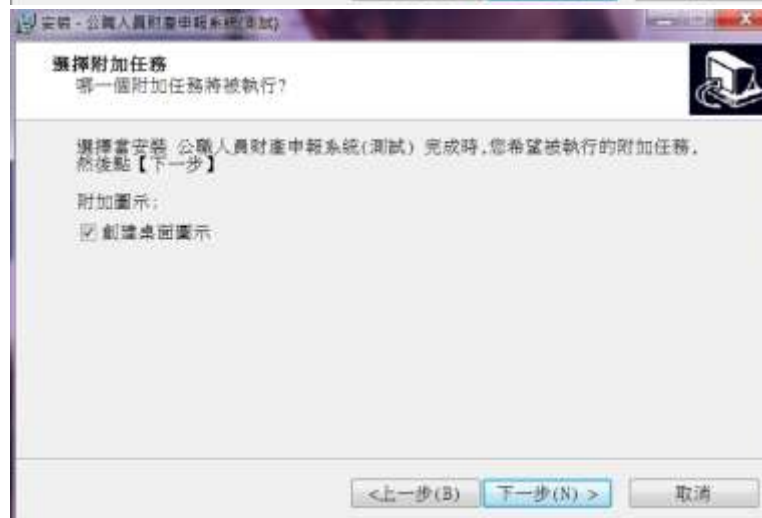 安裝 - 公職人員財產申報系統(測試)
選擇附加任務
哪一個附加任務將被執行?
選擇當安裝 公職人員財產申報系統(測試) 完成時,您希望被執行的附加任務,
然後點【下一步】
附加圖示:
創建桌面圖示
<上一步(B)
下一步(N) >
取消